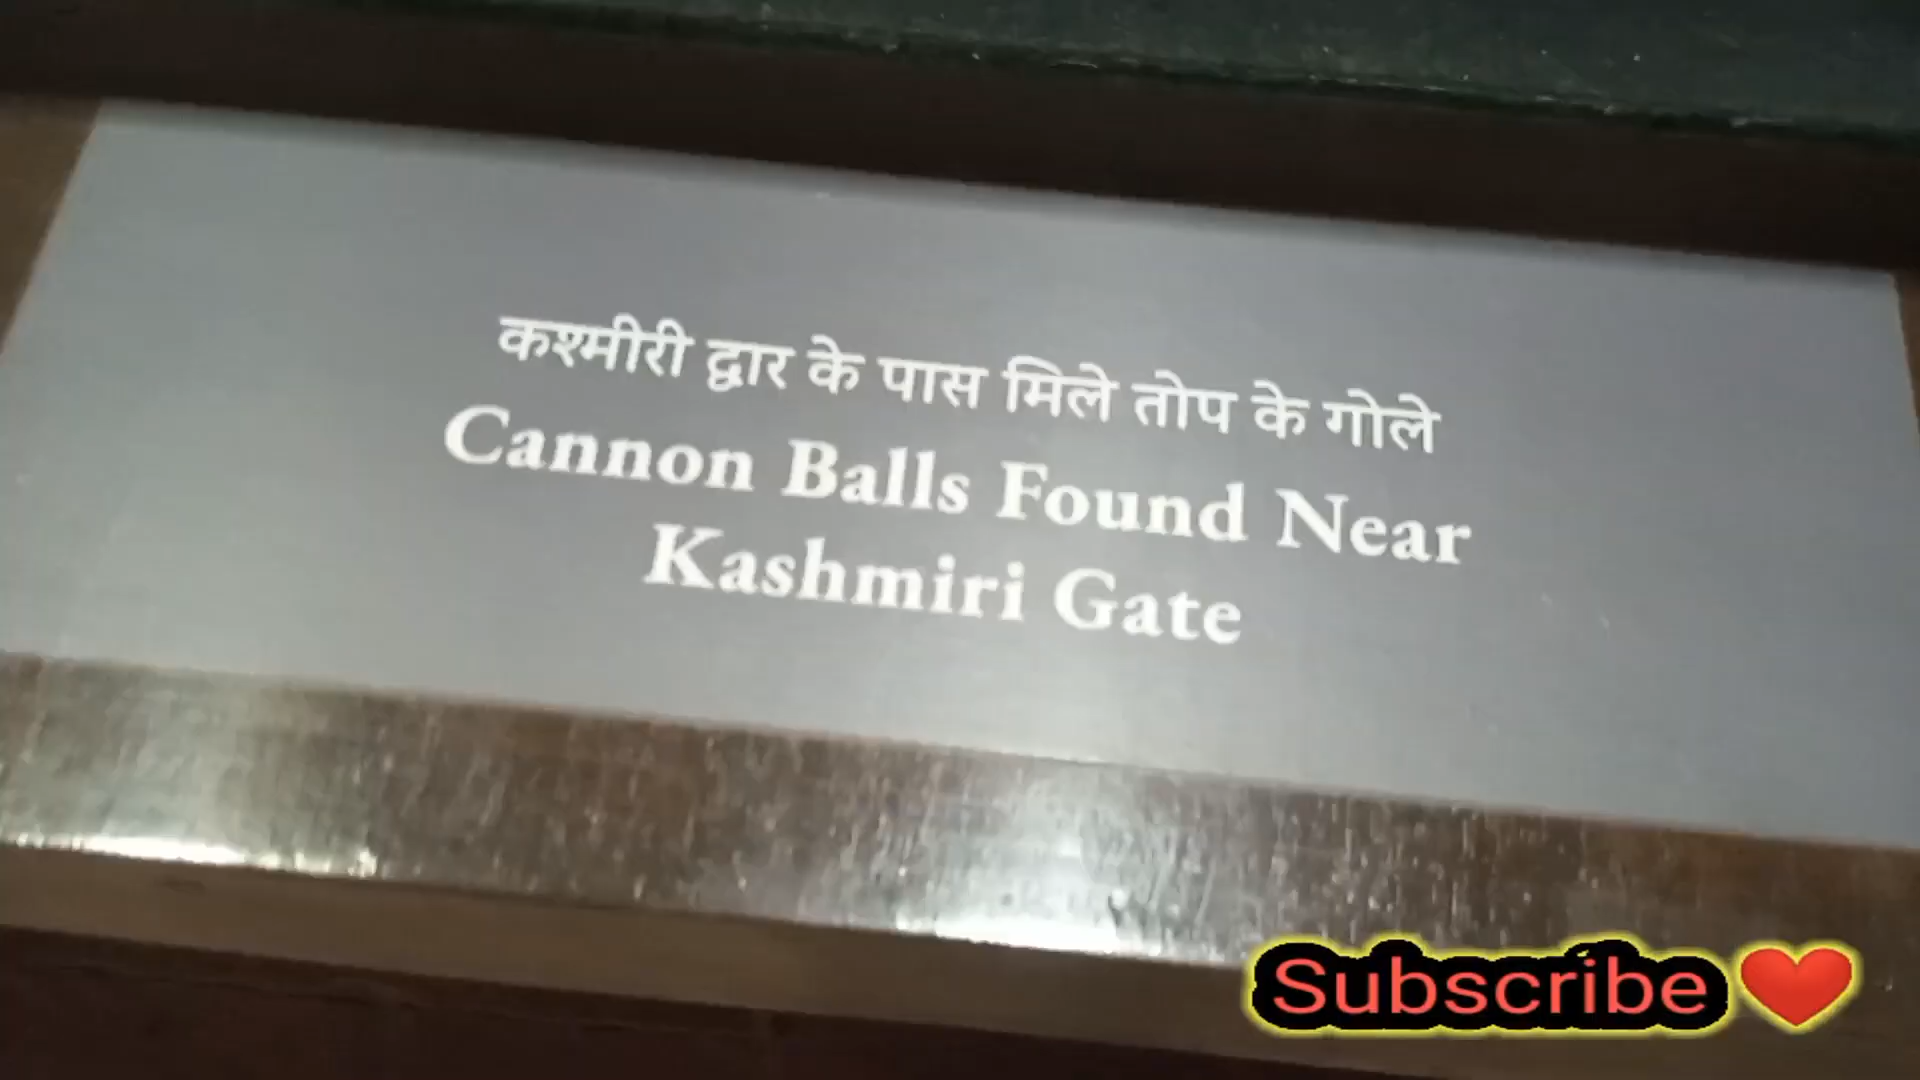 कश्मीरी द्वार के पास मिले तोप के गोले
Cannon Balls Found Near
Kashmiri Gate
Subscribe